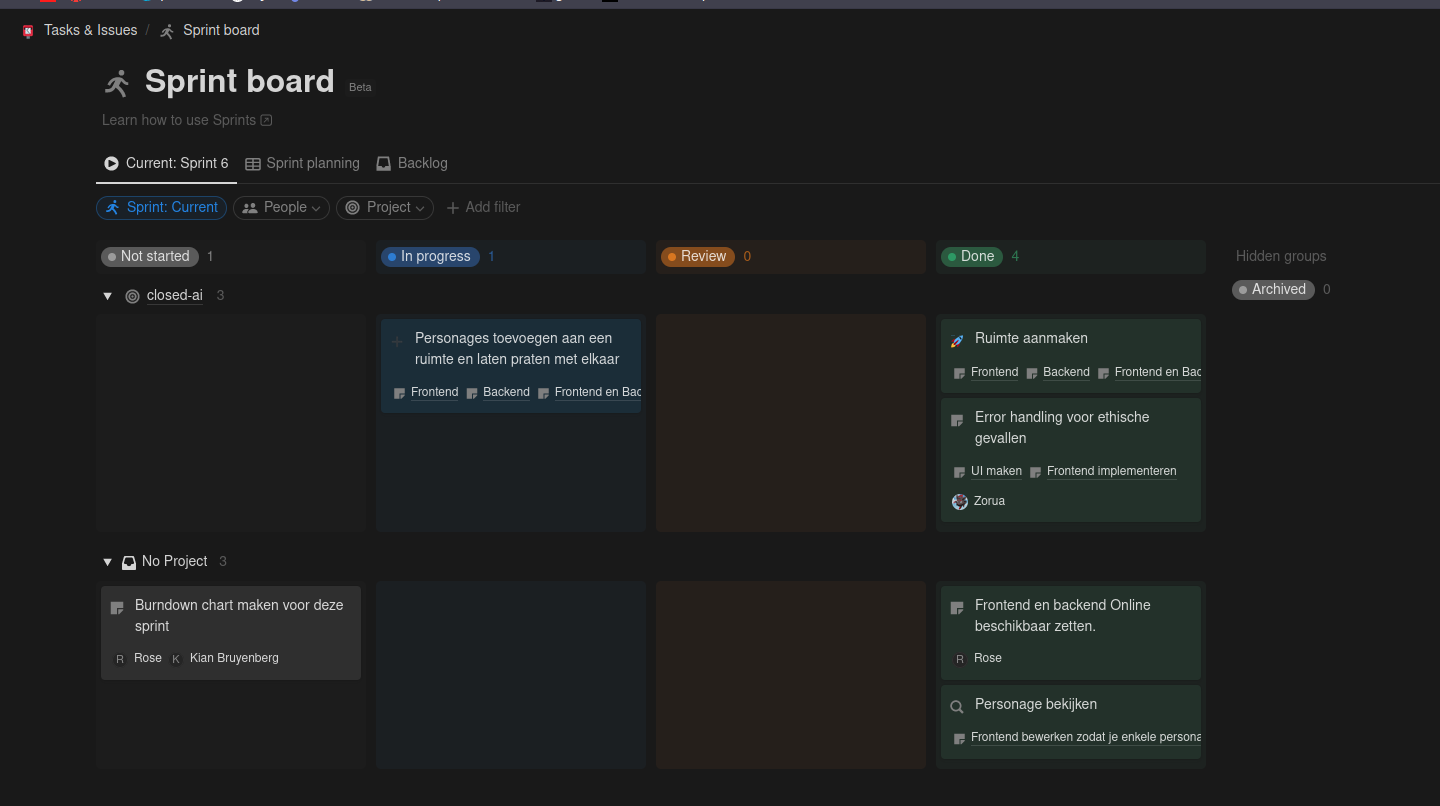 Tasks & Issues / Sprint board
Sprint board Beta
Learn how to use Sprints
Current: Sprint 6 Sprint planning Backlog
Sprint: Current People Project Add filter
Not started 1 In progress 1 Review 0 Done 4 Hidden groups
Archived 0
closed-ai 3
Personages toevoegen aan een
ruimte en laten praten met elkaar
Frontend Backend Frontend en Bac
Ruimte aanmaken
Frontend Backend Frontend en Bac
Error handling voor ethische
gevallen
UI maken Frontend implementeren
Zorua
No Project 3
Burndown chart maken voor deze
sprint
R Rose K Kian Bruyenberg
Frontend en backend Online
beschikbaar zetten.
R Rose
Personage bekijken
Frontend bewerken zodat je enkele persona